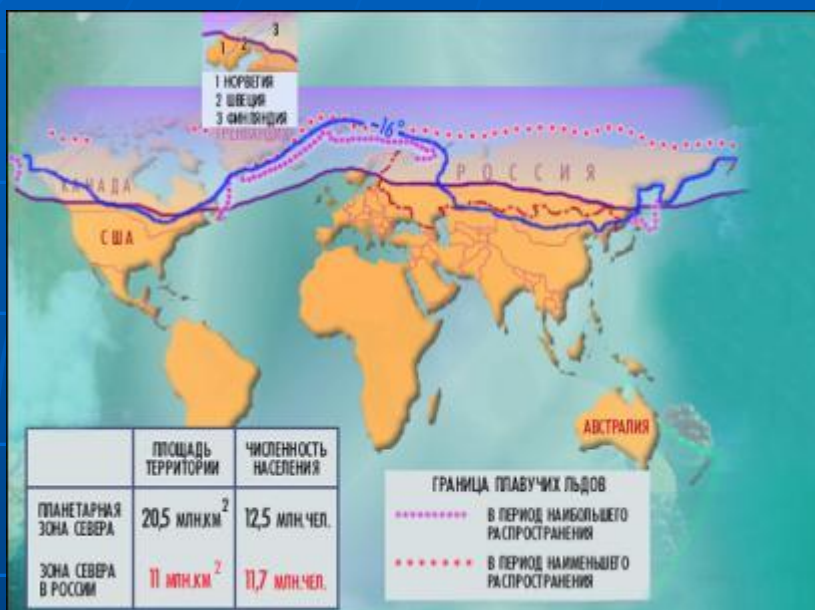 3
1
2
1 НОРВЕГИЯ
2 ШВЕЦИЯ
3 ФИНЛЯНДИЯ
ГРЕНЛАНДИЯ
-16°
КАНАДА
РОССИЯ
США
АВСТРАЛИЯ
ПЛОЩАДЬ ТЕРРИТОРИИ
ЧИСЛЕННОСТЬ НАСЕЛЕНИЯ
ПЛАНЕТАРНАЯ ЗОНА СЕВЕРА
20,5 МЛН.КМ²
12,5 МЛН.ЧЕЛ.
ЗОНА СЕВЕРА В РОССИИ
11 МЛН.КМ²
11,7 МЛН.ЧЕЛ.
ГРАНИЦА ПЛАВУЧИХ ЛЬДОВ
В ПЕРИОД НАИБОЛЬШЕГО
РАСПРОСТРАНЕНИЯ
В ПЕРИОД НАИМЕНЬШЕГО
РАСПРОСТРАНЕНИЯ